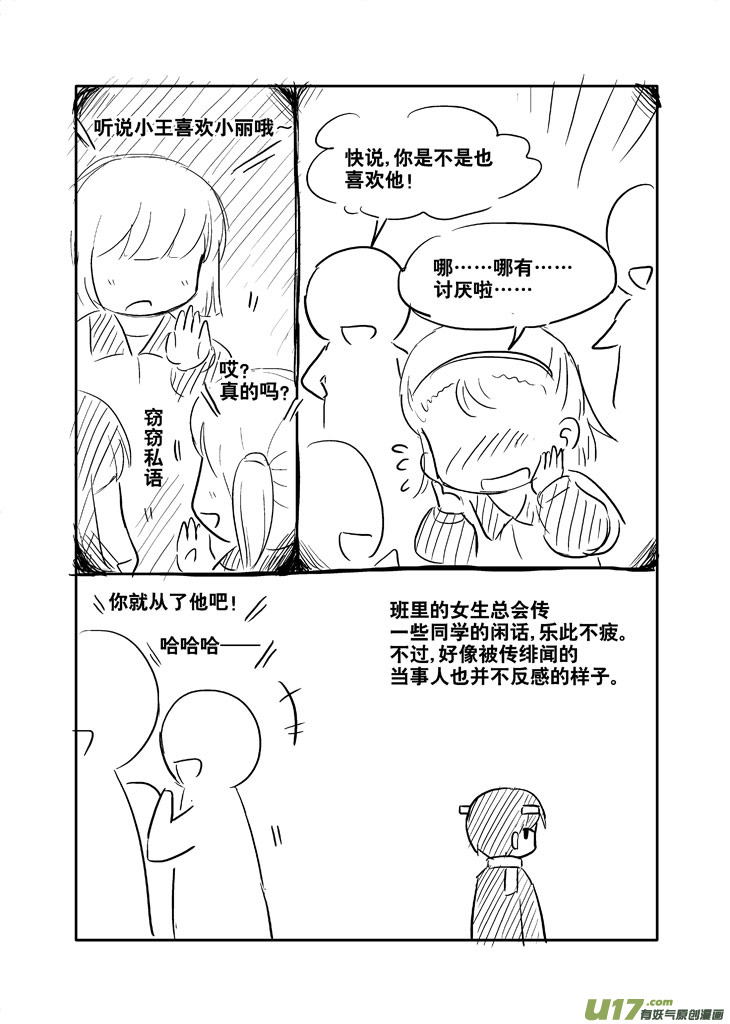 听说小王喜欢小丽哦～
哎？
真的吗？
窃窃私语
快说，你是不是也
喜欢他！
哪……哪有……
讨厌啦……
你就从了他吧！
哈哈哈——
班里的女生总会传
一些同学的闲话，乐此不疲。
不过，好像被传绯闻的
当事人也并不反感的样子。
U17.com
有妖气原创漫画